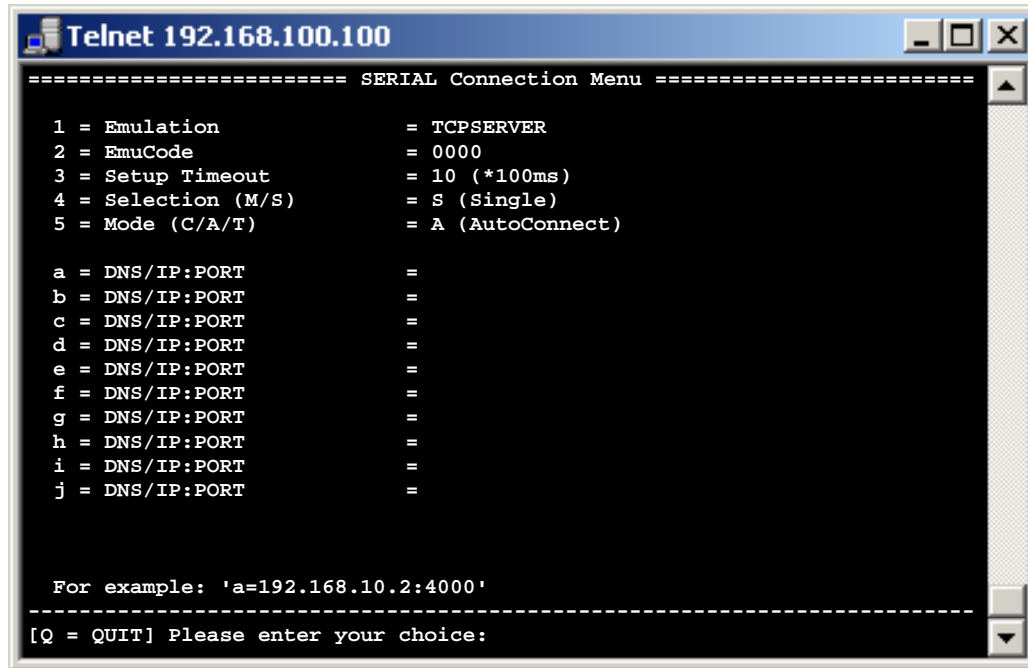 Telnet 192.168.100.100
========================= SERIAL Connection Menu =========================
1 = Emulation = TCPSERVER
2 = EmuCode = 0000
3 = Setup Timeout = 10 (*100ms)
4 = Selection (M/S) = S (Single)
5 = Mode (C/A/T) = A (AutoConnect)
a = DNS/IP:PORT =
b = DNS/IP:PORT =
c = DNS/IP:PORT =
d = DNS/IP:PORT =
e = DNS/IP:PORT =
f = DNS/IP:PORT =
g = DNS/IP:PORT =
h = DNS/IP:PORT =
i = DNS/IP:PORT =
j = DNS/IP:PORT =
For example: 'a=192.168.10.2:4000'
--------------------------------------------------------------------------
[Q = QUIT] Please enter your choice: